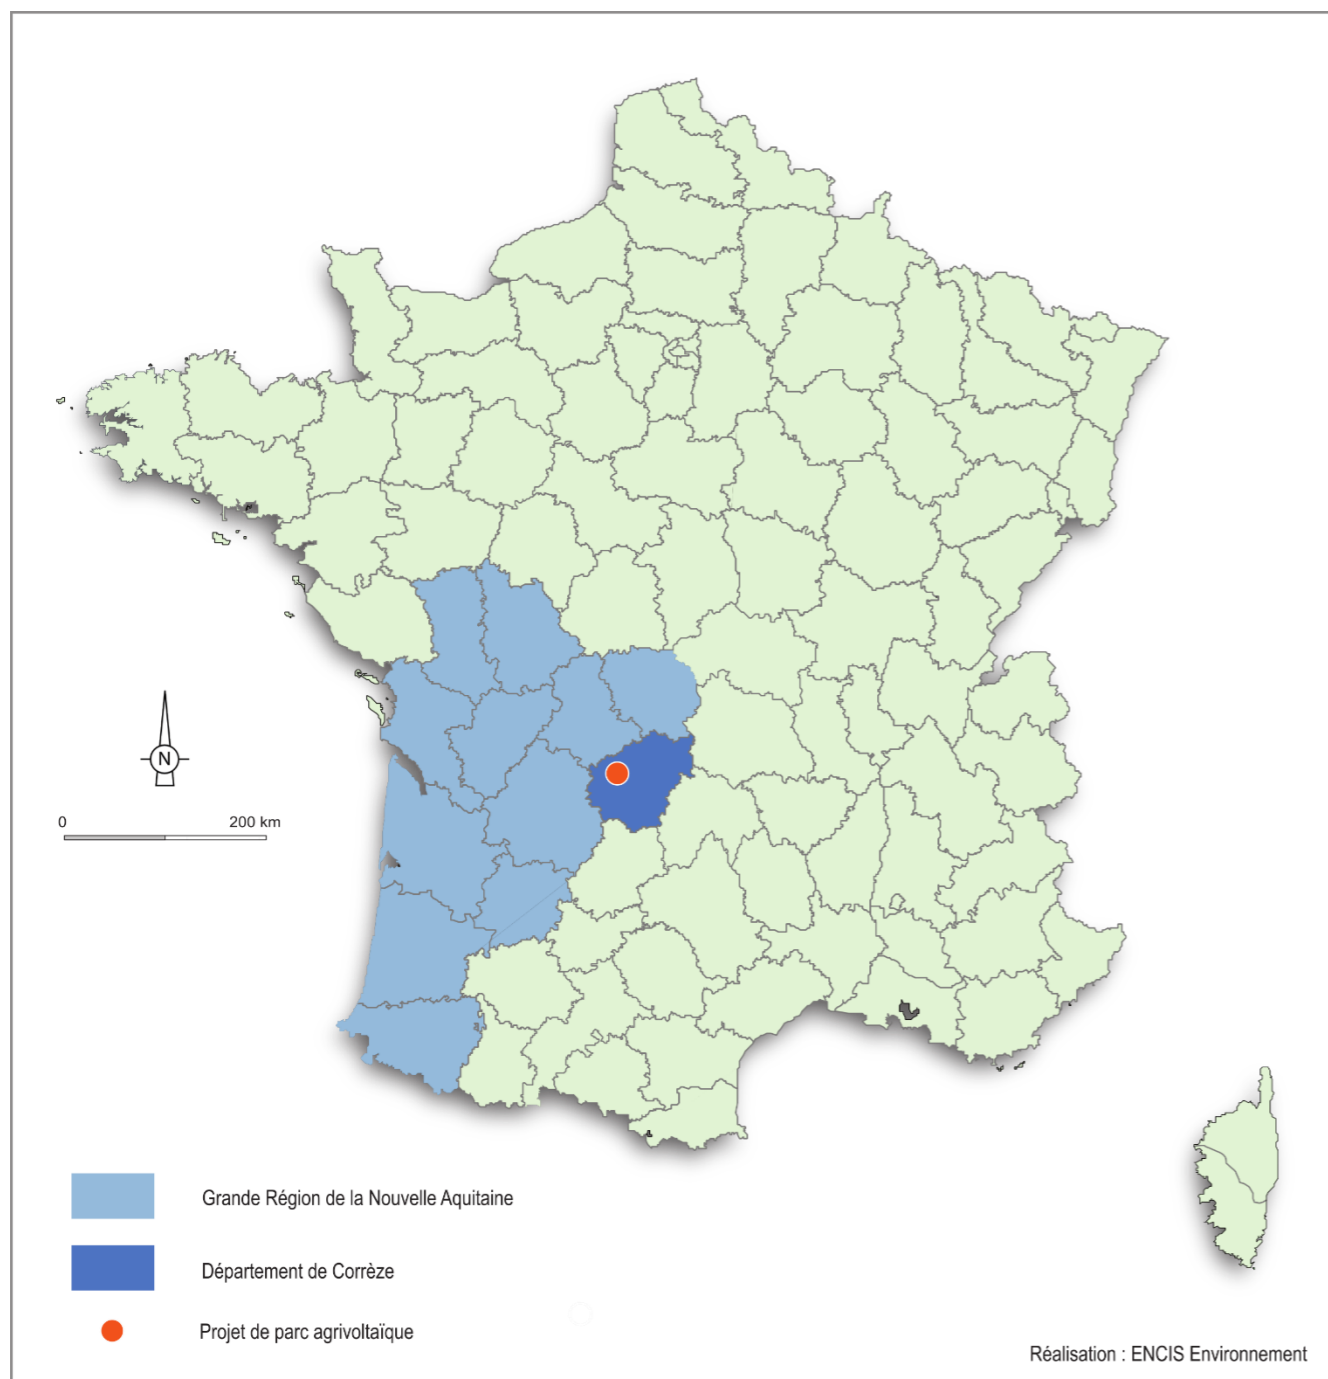 N
0 200 km
Grande Région de la Nouvelle Aquitaine
Département de Corrèze
Projet de parc agrivoltaïque
Réalisation : ENCIS Environnement